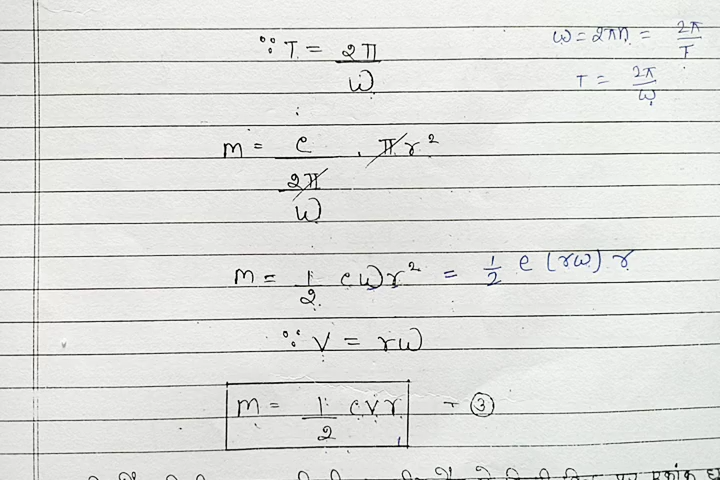 ∵ T = 2π/ω
ω = 2πn = 2π/T
T = 2π/ω
m = e/(2π/ω) . πr²
m = 1/2 eωr² = 1/2 e (rω) r
∵ v = rω
m = 1/2 evr - ③